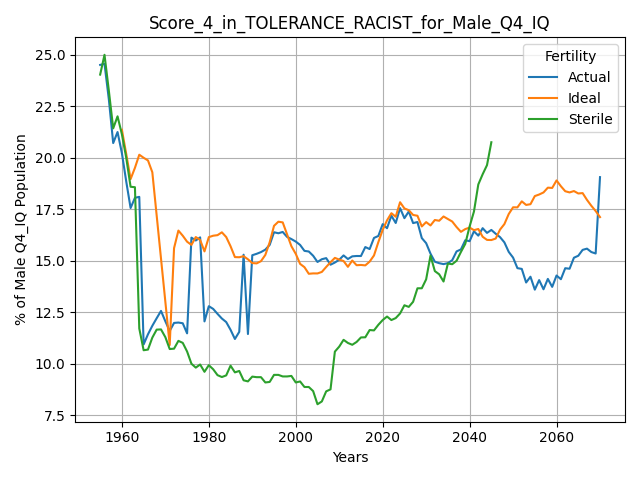 Score_4_in_TOLERANCE_RACIST_for_Male_Q4_IQ
Fertility
Actual
Ideal
Sterile
% of Male Q4_IQ Population
25.0
22.5
20.0
17.5
15.0
12.5
10.0
7.5
1960 1980 2000 2020 2040 2060
Years